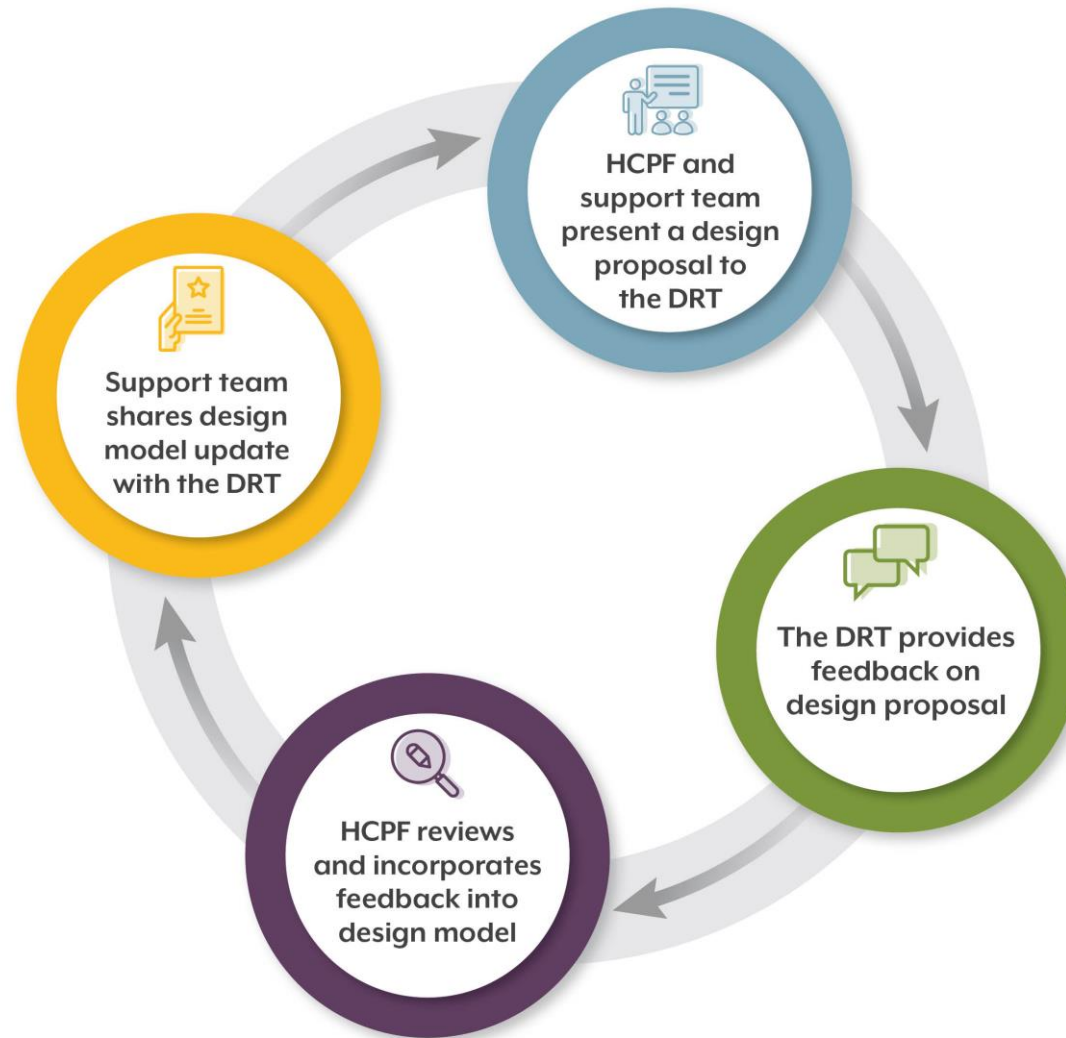 HCPF and
support team
present a design
proposal to
the DRT
The DRT provides
feedback on
design proposal
HCPF reviews
and incorporates
feedback into
design model
Support team
shares design
model update
with the DRT